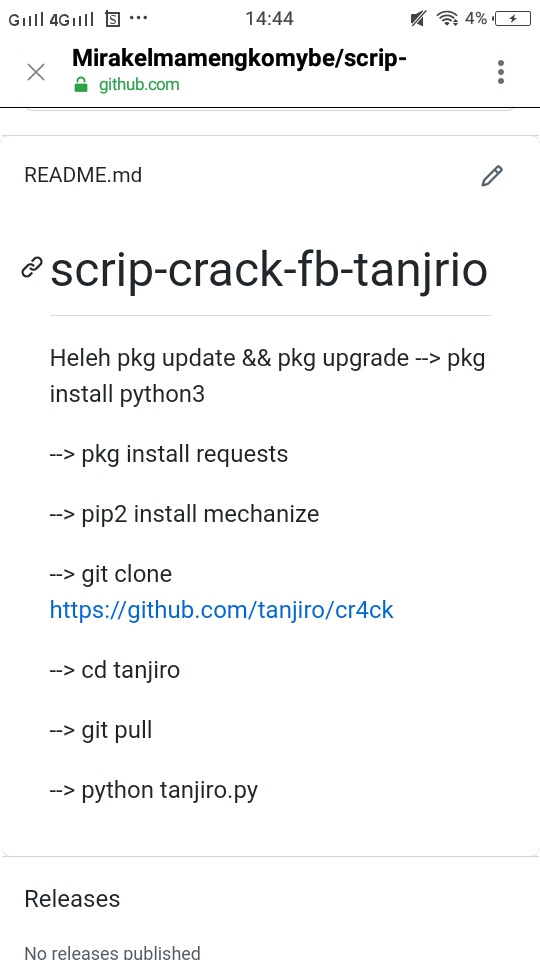 4G 14:44 4%
Mirakelmamengkomybe/scrip-
github.com
README.md
scrip-crack-fb-tanjrio
Heleh pkg update && pkg upgrade --> pkg
install python3
--> pkg install requests
--> pip2 install mechanize
--> git clone
https://github.com/tanjiro/cr4ck
--> cd tanjiro
--> git pull
--> python tanjiro.py
Releases
No releases published